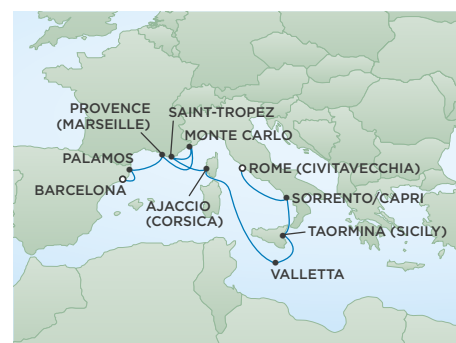 PROVENCE
(MARSEILLE)
SAINT-TROPEZ
MONTE CARLO
PALAMOS
BARCELONA
ROME (CIVITAVECCHIA)
AJACCIO
(CORSICA)
SORRENTO/CAPRI
TAORMINA (SICILY)
VALLETTA